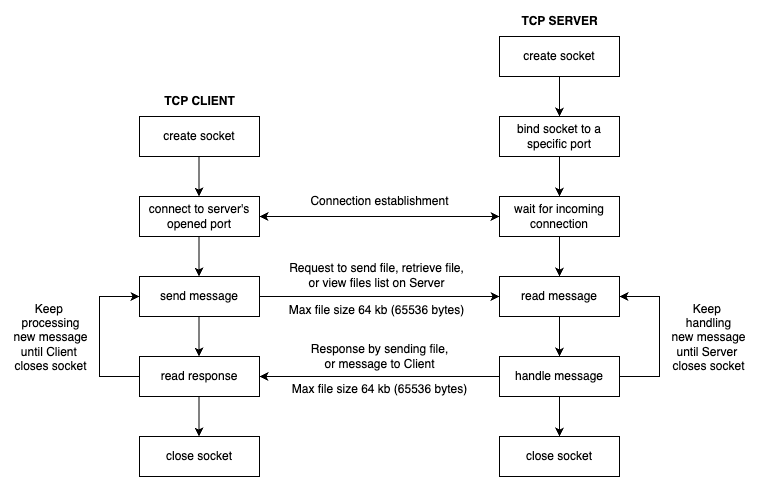 TCP SERVER
create socket
TCP CLIENT
create socket
bind socket to a
specific port
connect to server's
opened port
Connection establishment
wait for incoming
connection
Request to send file, retrieve file,
or view files list on Server
send message
Max file size 64 kb (65536 bytes)
read message
Keep
processing
new message
until Client
closes socket
Keep
handling
new message
until Server
closes socket
Response by sending file,
or message to Client
read response
Max file size 64 kb (65536 bytes)
handle message
close socket
close socket